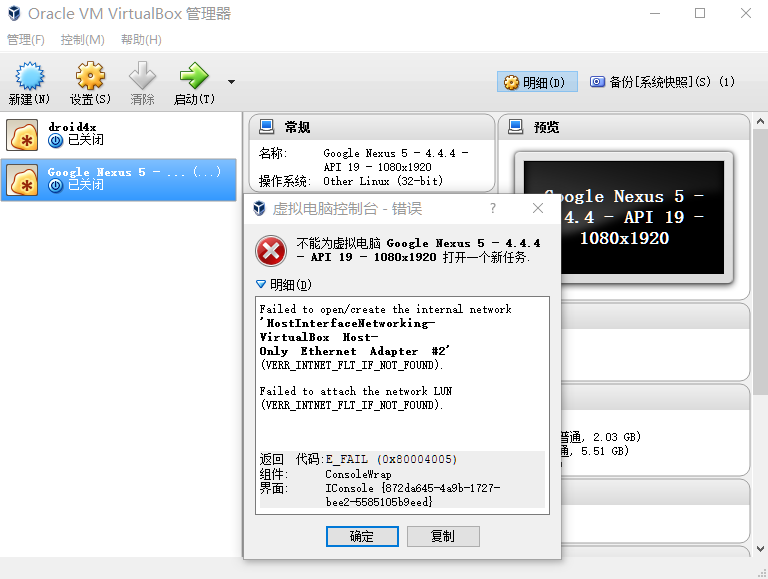 Oracle VM VirtualBox 管理器
管理(F) 控制(M) 帮助(H)
新建(N) 设置(S) 清除 启动(T) 明细(D) 备份[系统快照](S) (1)
droid4x
已关闭
Google Nexus 5 - ... (...)
已关闭
常规
名称: Google Nexus 5 - 4.4.4 -
API 19 - 1080x1920
操作系统: Other Linux (32-bit)
预览
Google Nexus 5 -
4.4 - API 19 -
1080x1920
虚拟电脑控制台 - 错误
不能为虚拟电脑 Google Nexus 5 - 4.4.4
- API 19 - 1080x1920 打开一个新任务.
明细(D)
Failed to open/create the internal network
'HostInterfaceNetworking-
VirtualBox Host-
Only Ethernet Adapter #2'
(VERR_INTNET_FLT_IF_NOT_FOUND).
Failed to attach the network LUN
(VERR_INTNET_FLT_IF_NOT_FOUND).
返回 代码:E_FAIL (0x80004005)
组件: ConsoleWrap
界面: IConsole {872da645-4a9b-1727-
bee2-5585105b9eed}
确定 复制
普通, 2.03 GB)
通, 5.51 GB)